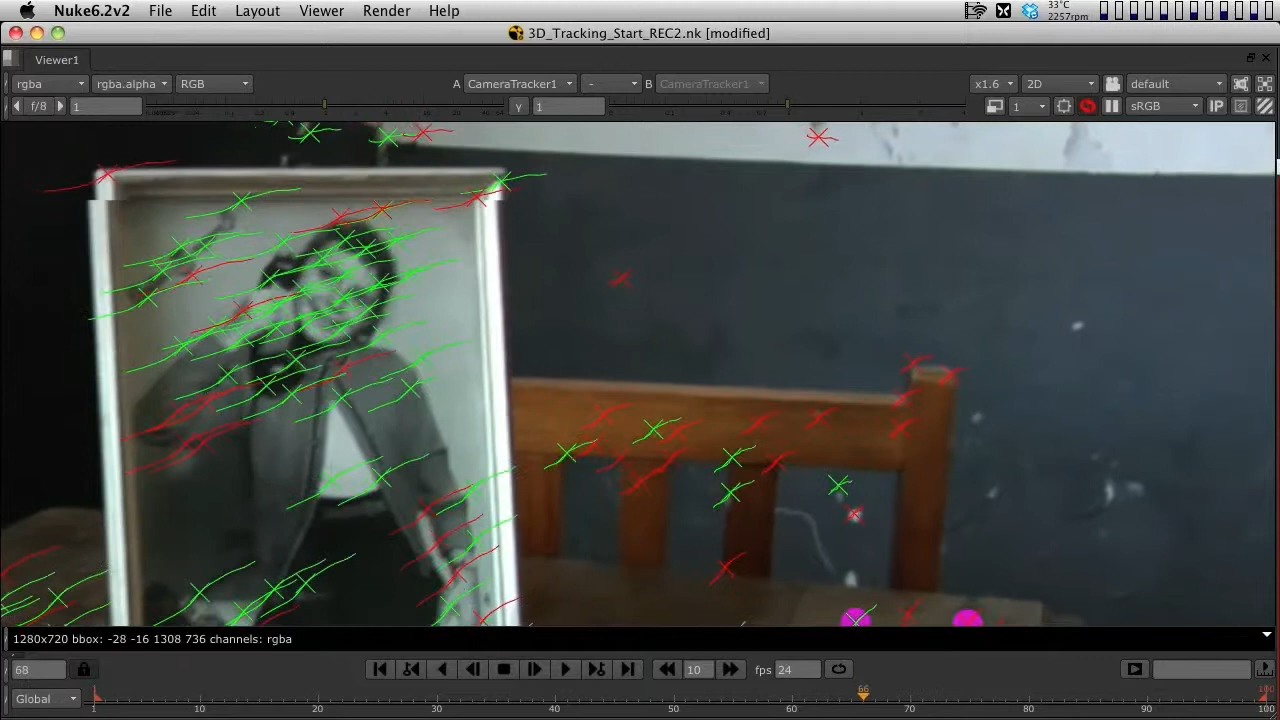 Nuke6.2v2 File Edit Layout Viewer Render Help 33°C 2257rpm
3D_Tracking_Start_REC2.nk [modified]
Viewer1
rgba rgba.alpha RGB A CameraTracker1 - B CameraTracker1 x1.6 2D default
f/8 1 γ 1 1 sRGB IP
1280x720 bbox: -28 -16 1308 736 channels: rgba
68 10 fps 24
Global 66 100
1 10 20 30 40 50 60 70 80 90 100